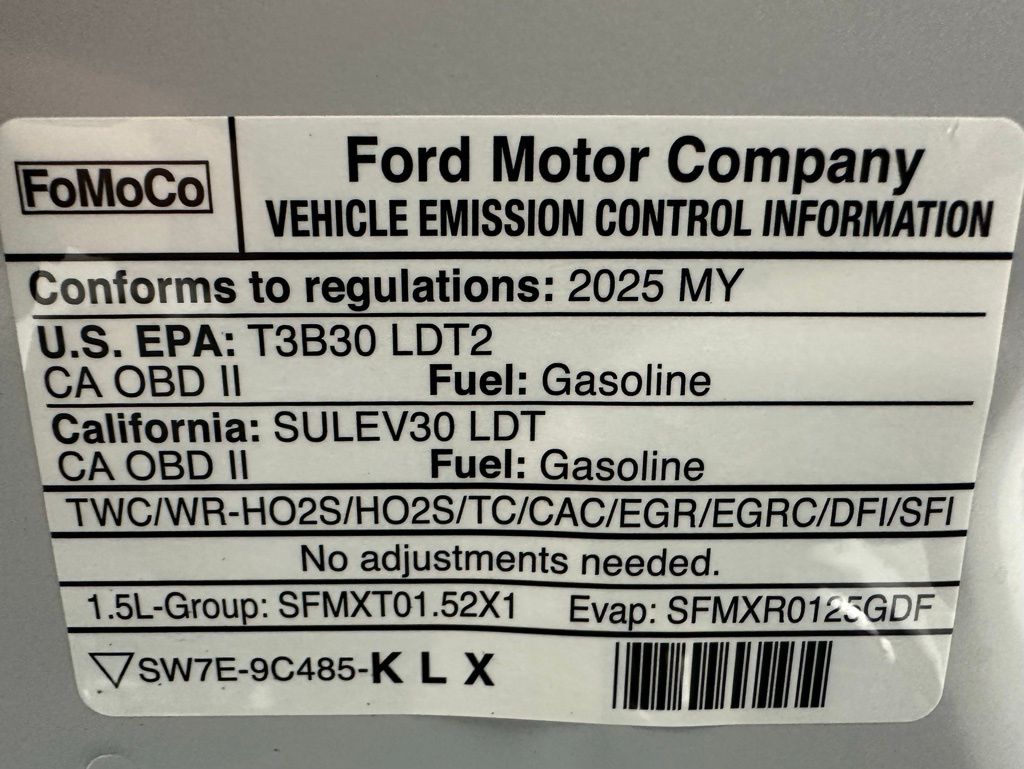 FoMoCo
Ford Motor Company
VEHICLE EMISSION CONTROL INFORMATION
Conforms to regulations: 2025 MY
U.S. EPA: T3B30 LDT2
CA OBD II Fuel: Gasoline
California: SULEV30 LDT
CA OBD II Fuel: Gasoline
TWC/WR-HO2S/HO2S/TC/CAC/EGR/EGRC/DFI/SFI
No adjustments needed.
1.5L-Group: SFMXT01.52X1 Evap: SFMXR0125GDF
SW7E-9C485-K L X